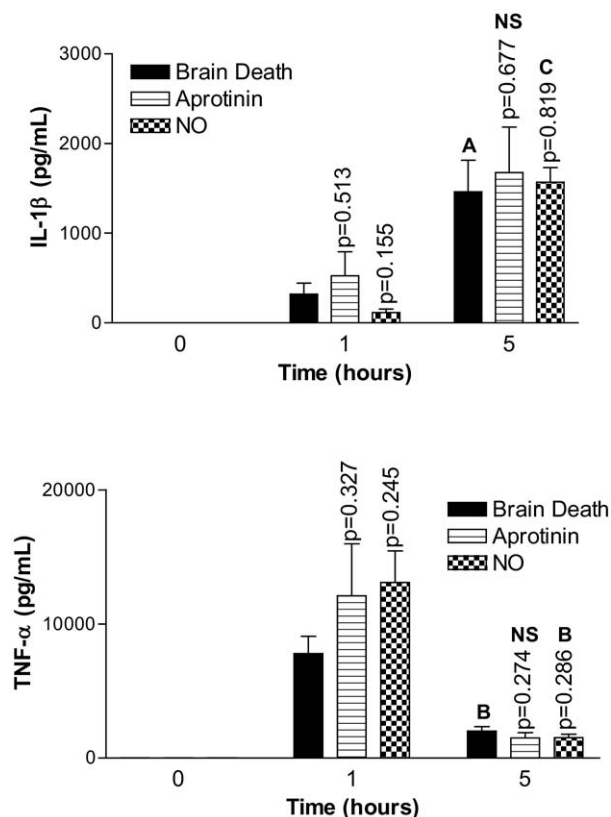 3000
2000
1000
0
IL-1β (pg/mL)
Brain Death
Aprotinin
NO
p=0.513
p=0.155
A
NS
p=0.677
C
p=0.819
0
1
5
Time (hours)
20000
10000
0
TNF-α (pg/mL)
p=0.327
p=0.245
Brain Death
Aprotinin
NO
B
NS
p=0.274
B
p=0.286
0
1
5
Time (hours)